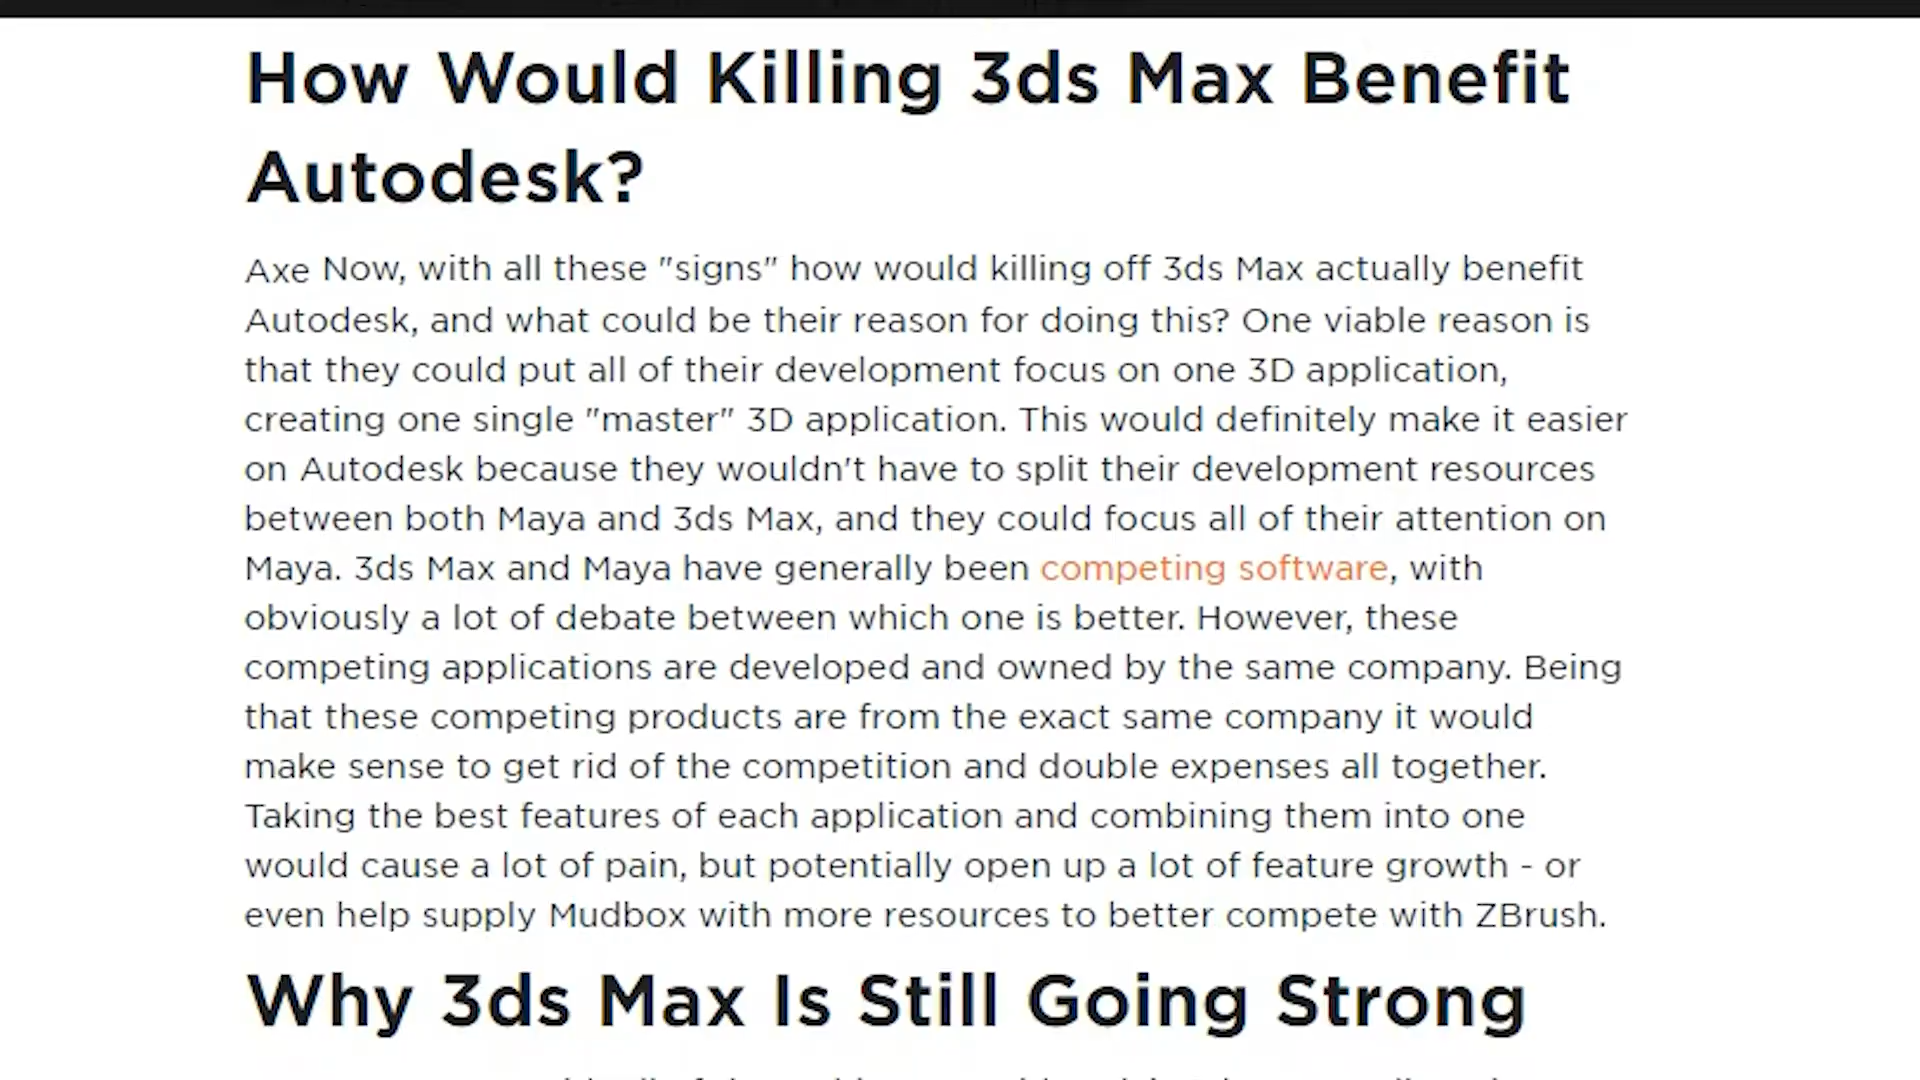 How Would Killing 3ds Max Benefit
Autodesk?
Axe Now, with all these "signs" how would killing off 3ds Max actually benefit
Autodesk, and what could be their reason for doing this? One viable reason is
that they could put all of their development focus on one 3D application,
creating one single "master" 3D application. This would definitely make it easier
on Autodesk because they wouldn't have to split their development resources
between both Maya and 3ds Max, and they could focus all of their attention on
Maya. 3ds Max and Maya have generally been competing software, with
obviously a lot of debate between which one is better. However, these
competing applications are developed and owned by the same company. Being
that these competing products are from the exact same company it would
make sense to get rid of the competition and double expenses all together.
Taking the best features of each application and combining them into one
would cause a lot of pain, but potentially open up a lot of feature growth - or
even help supply Mudbox with more resources to better compete with ZBrush.
Why 3ds Max Is Still Going Strong